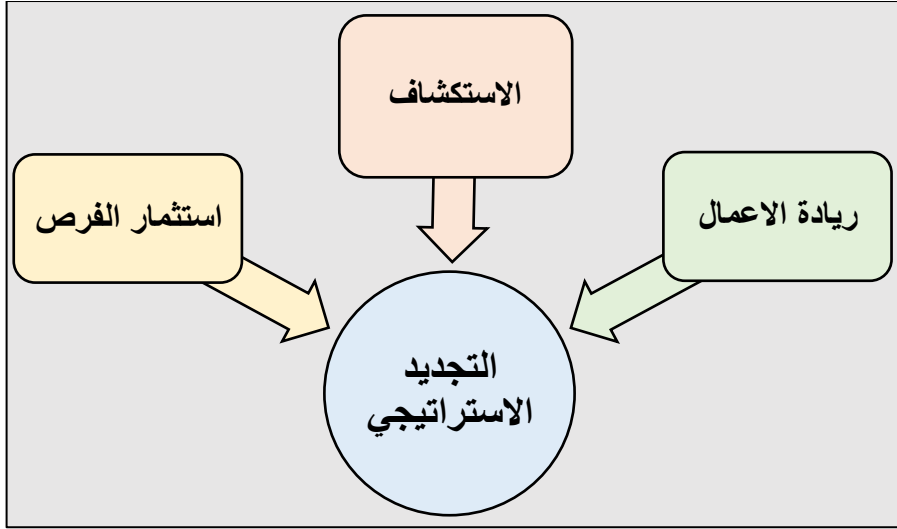 الاستكشاف
ريادة الاعمال
استثمار الفرص
التجديد
الاستراتيجي